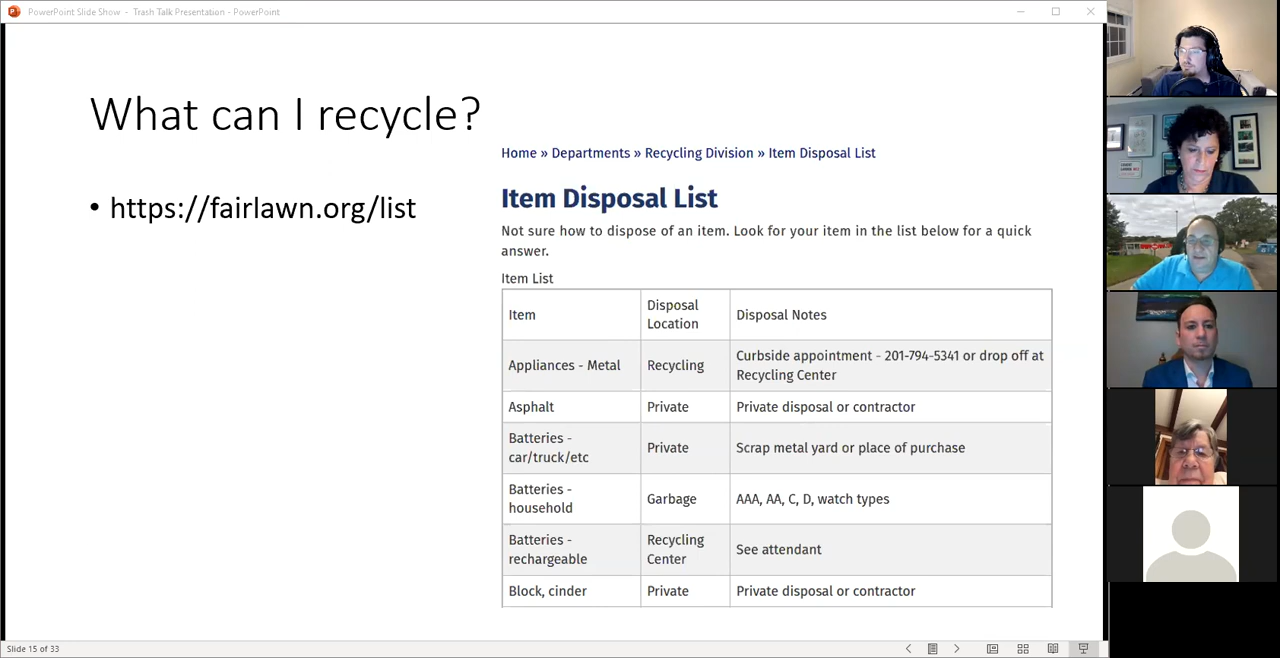 PowerPoint Slide Show - Trash Talk Presentation - PowerPoint
What can I recycle?
• https://fairlawn.org/list
Home » Departments » Recycling Division » Item Disposal List
Item Disposal List
Not sure how to dispose of an item. Look for your item in the list below for a quick
answer.
Item List
Item
Disposal
Location
Disposal Notes
Appliances - Metal
Recycling
Curbside appointment - 201-794-5341 or drop off at
Recycling Center
Asphalt
Private
Private disposal or contractor
Batteries -
car/truck/etc
Private
Scrap metal yard or place of purchase
Batteries -
household
Garbage
AAA, AA, C, D, watch types
Batteries -
rechargeable
Recycling
Center
See attendant
Block, cinder
Private
Private disposal or contractor
Slide 15 of 33